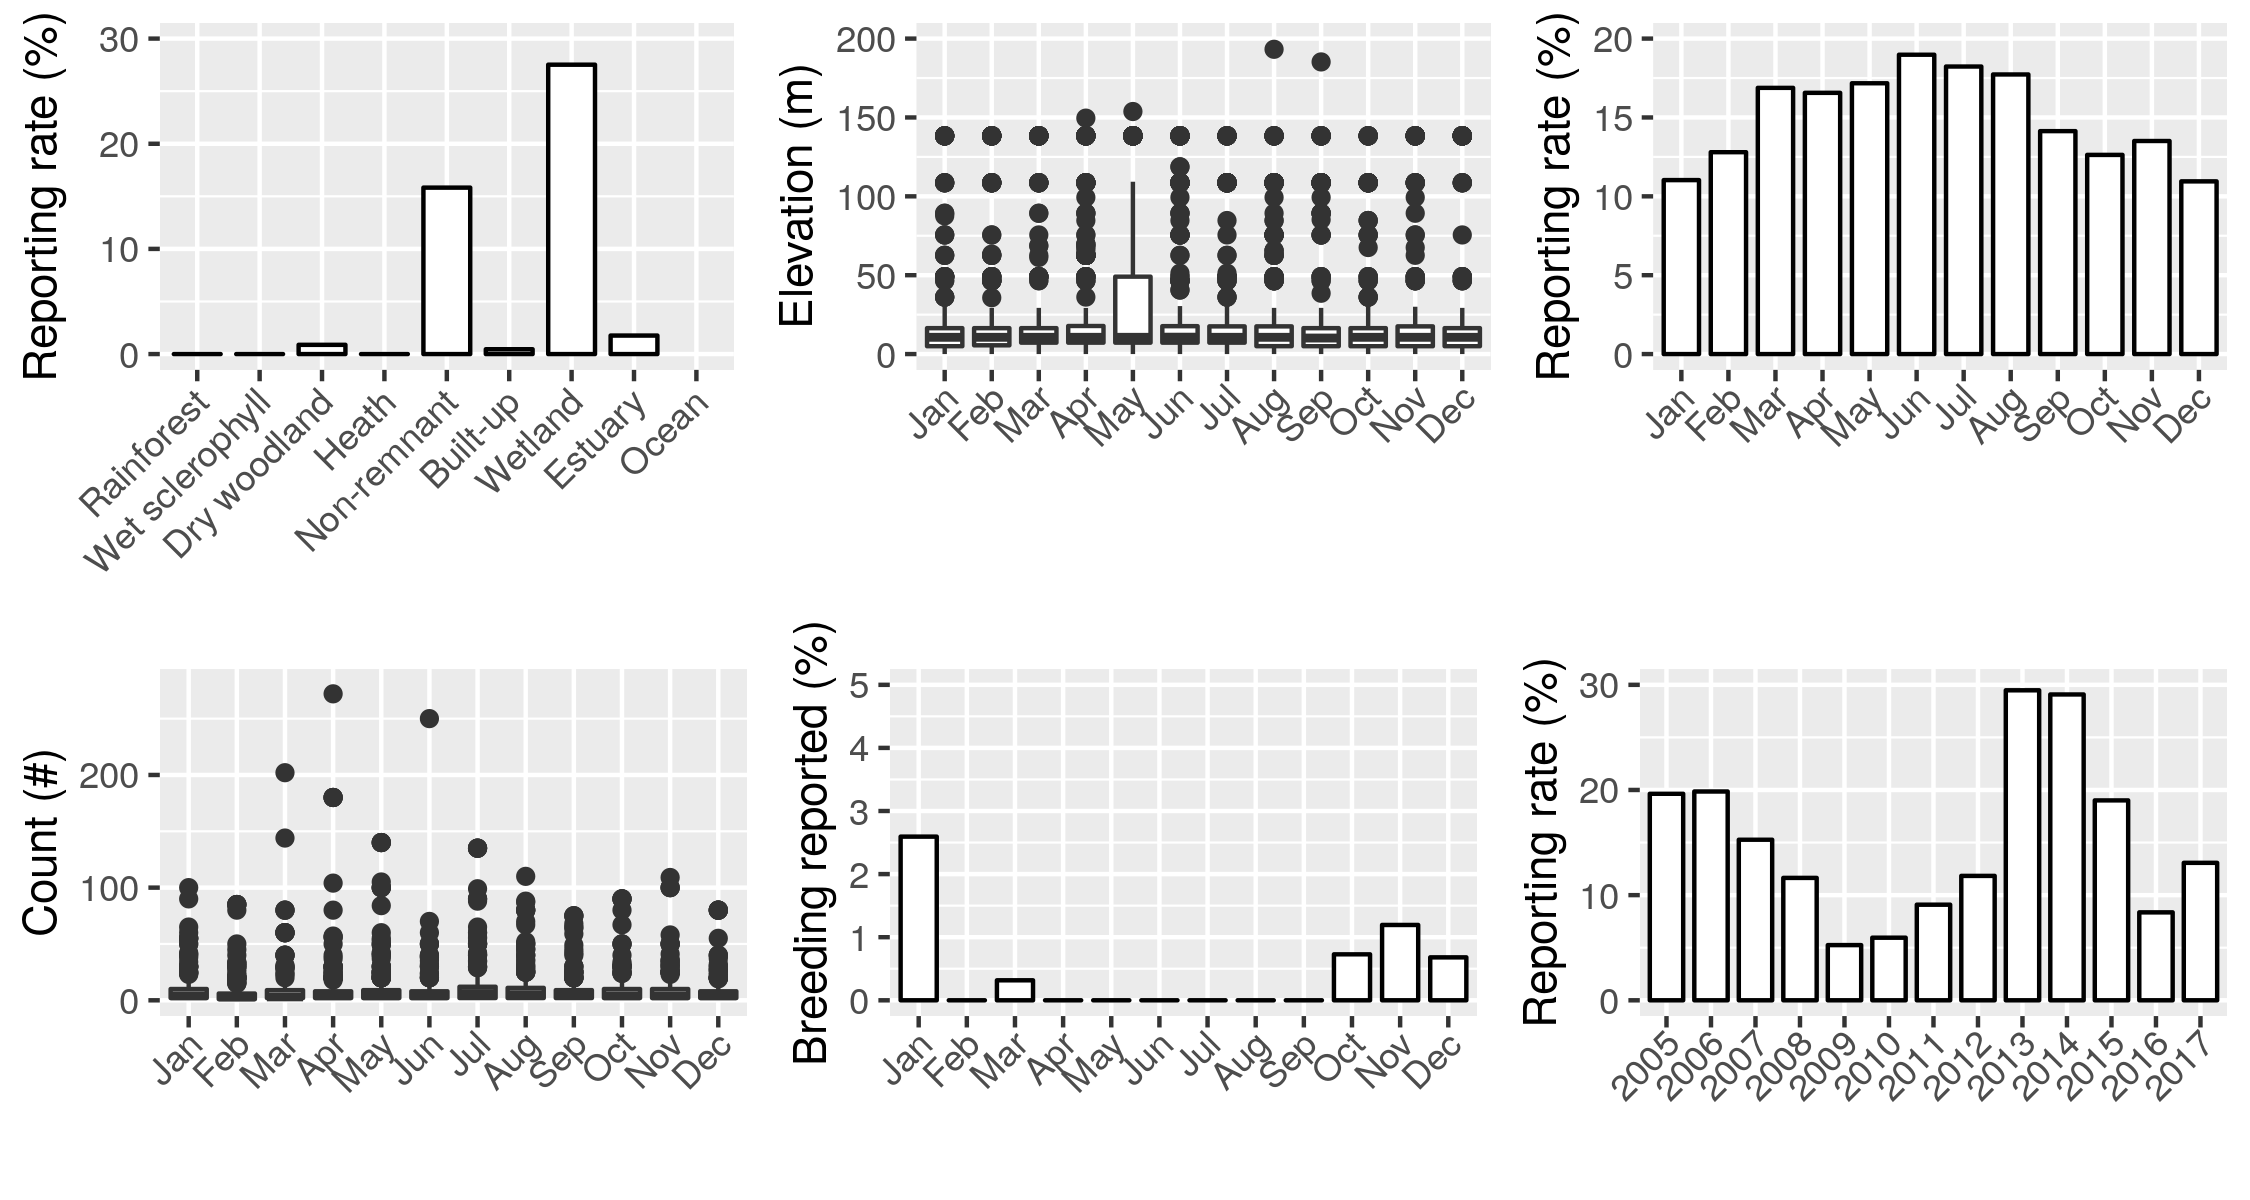 Reporting rate (%)
30
20
10
0
Rainforest
Wet sclerophyll
Dry woodland
Heath
Non-remnant
Built-up
Wetland
Estuary
Ocean
Elevation (m)
200
150
100
50
0
Jan
Feb
Mar
Apr
May
Jun
Jul
Aug
Sep
Oct
Nov
Dec
Reporting rate (%)
20
15
10
5
0
Jan
Feb
Mar
Apr
May
Jun
Jul
Aug
Sep
Oct
Nov
Dec
Count (#)
200
100
0
Jan
Feb
Mar
Apr
May
Jun
Jul
Aug
Sep
Oct
Nov
Dec
Breeding reported (%)
5
4
3
2
1
0
Jan
Feb
Mar
Apr
May
Jun
Jul
Aug
Sep
Oct
Nov
Dec
Reporting rate (%)
30
20
10
0
2005
2006
2007
2008
2009
2010
2011
2012
2013
2014
2015
2016
2017